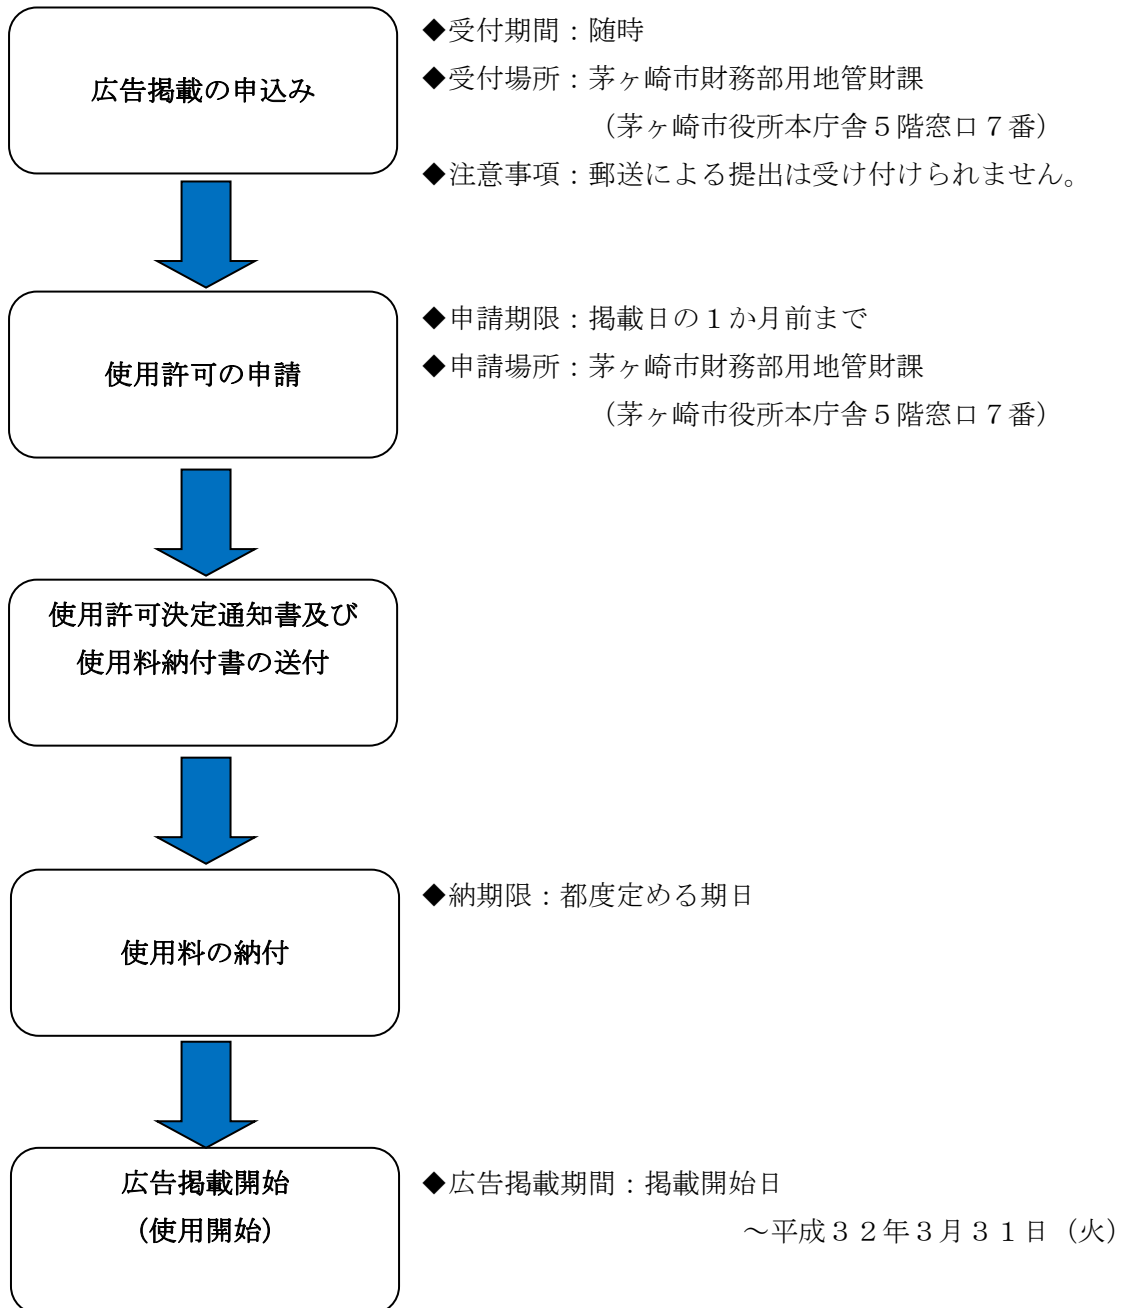 広告掲載の申込み
◆受付期間：随時
◆受付場所：茅ヶ崎市財務部用地管財課
（茅ヶ崎市役所本庁舎５階窓口７番）
◆注意事項：郵送による提出は受け付けられません。
使用許可の申請
◆申請期限：掲載日の１か月前まで
◆申請場所：茅ヶ崎市財務部用地管財課
（茅ヶ崎市役所本庁舎５階窓口７番）
使用許可決定通知書及び
使用料納付書の送付
使用料の納付
◆納期限：都度定める期日
広告掲載開始
（使用開始）
◆広告掲載期間：掲載開始日
～平成３２年３月３１日（火）